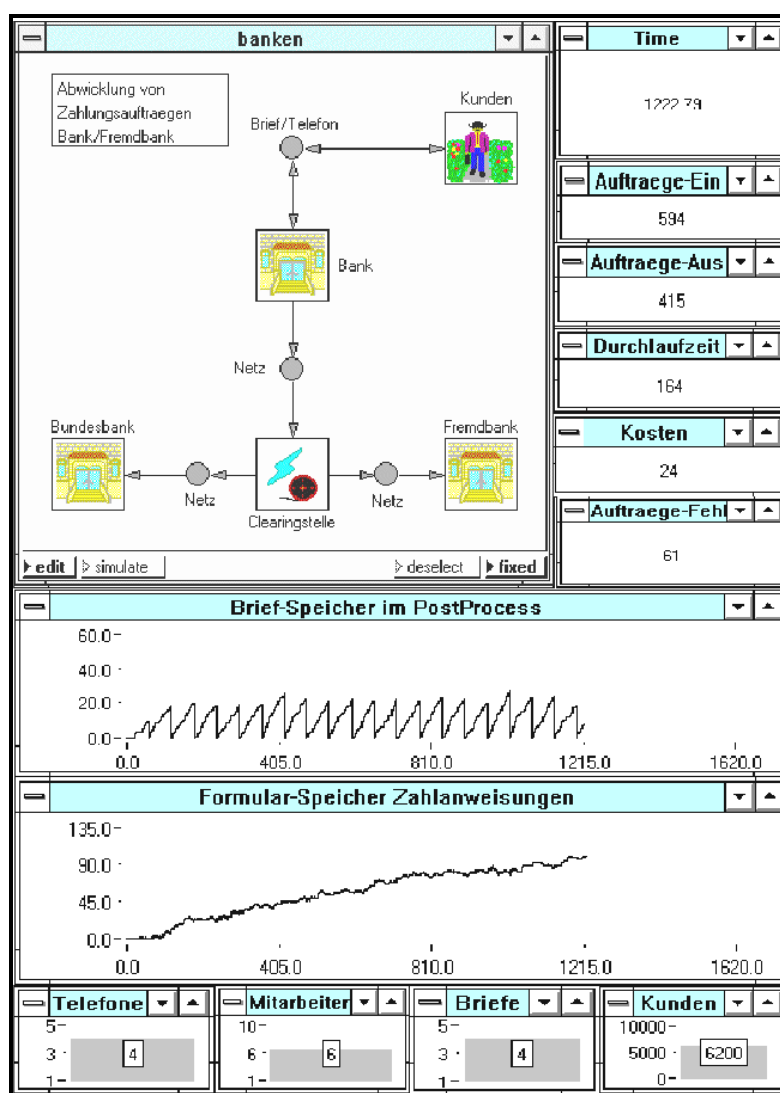 banken
Abwicklung von
Zahlungsauftraegen
Bank/Fremdbank
Brief/Telefon
Kunden
Bank
Netz
Bundesbank
Fremdbank
Netz
Netz
Clearingstelle
edit
simulate
deselect
fixed
Time
1222.79
Auftraege-Ein
594
Auftraege-Aus
415
Durchlaufzeit
164
Kosten
24
Auftraege-Fehl
61
Brief-Speicher im PostProcess
60.0
40.0
20.0
0.0
0.0 405.0 810.0 1215.0 1620.0
Formular-Speicher Zahlanweisungen
135.0
90.0
45.0
0.0
0.0 405.0 810.0 1215.0 1620.0
Telefone
5
3
1
4
Mitarbeiter
10
6
1
6
Briefe
5
3
1
4
Kunden
10000
5000
0
6200